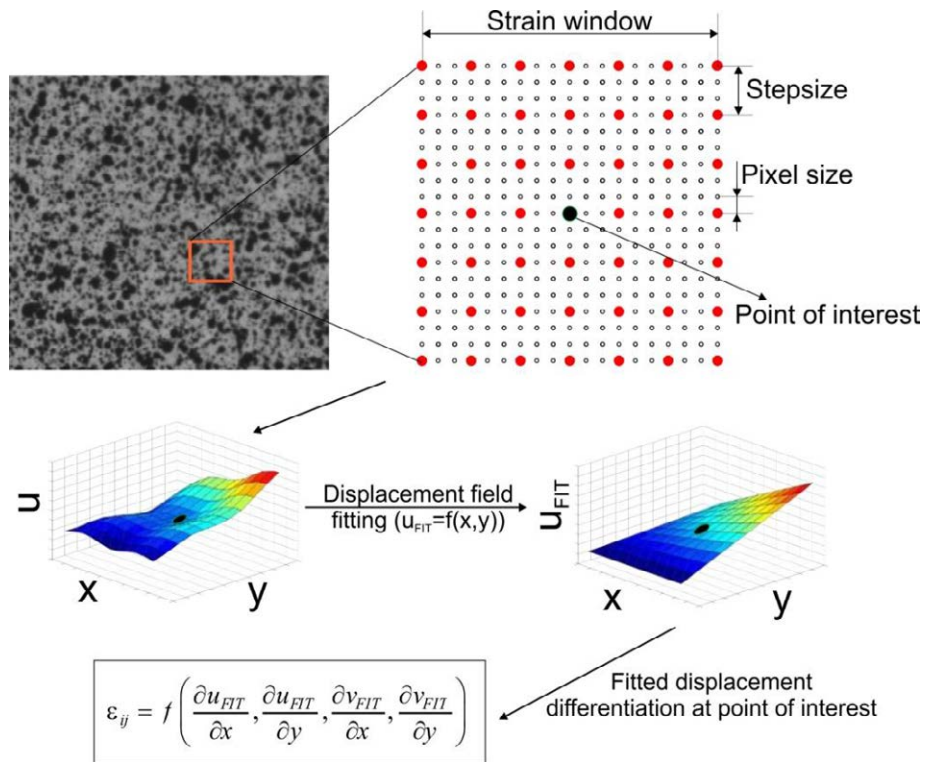 Strain window
Stepsize
Pixel size
Point of interest
u
x
y
Displacement field
fitting (u_FIT=f(x,y))
u_FIT
x
y
Fitted displacement
differentiation at point of interest
ε_ij = f(∂u_FIT/∂x, ∂u_FIT/∂y, ∂v_FIT/∂x, ∂v_FIT/∂y)